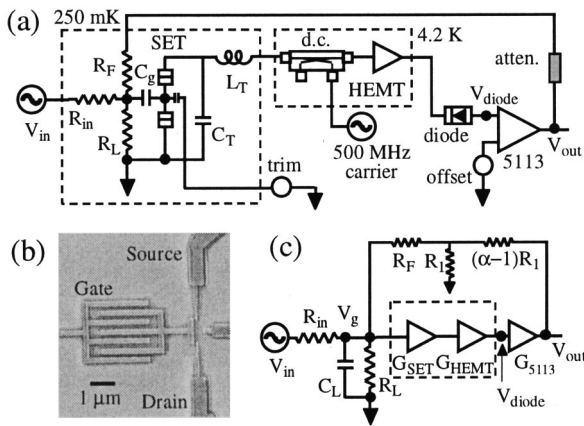 (a)
250 mK
SET
d.c.
4.2 K
R_F
C_g
L_T
HEMT
atten.
V_in
R_in
R_L
C_T
diode
V_diode
5113
V_out
500 MHz
carrier
offset
trim
(b)
Source
Gate
1 μm
Drain
(c)
R_F
R_1
(α-1)R_1
R_in
V_g
V_in
C_L
R_L
G_SET
G_HEMT
G_5113
V_out
V_diode